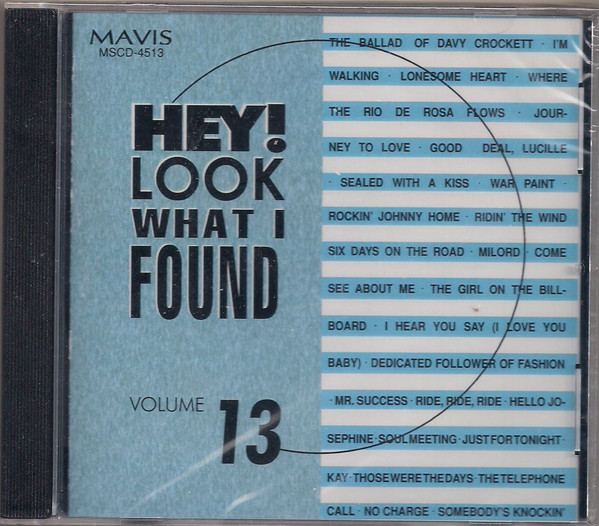 MAVIS
MSCD-4513
HEY!
LOOK
WHAT I
FOUND
VOLUME 13
THE BALLAD OF DAVY CROCKETT · I'M
WALKING · LONESOME HEART · WHERE
THE RIO DE ROSA FLOWS · JOUR-
NEY TO LOVE · GOOD DEAL, LUCILLE
· SEALED WITH A KISS · WAR PAINT ·
ROCKIN' JOHNNY HOME · RIDIN' THE WIND
SIX DAYS ON THE ROAD · MILORD · COME
SEE ABOUT ME · THE GIRL ON THE BILL-
BOARD · I HEAR YOU SAY (I LOVE YOU
BABY) · DEDICATED FOLLOWER OF FASHION
· MR. SUCCESS · RIDE, RIDE, RIDE · HELLO JO-
SEPHINE · SOUL MEETING · JUST FOR TONIGHT ·
KAY · THOSE WERE THE DAYS · THE TELEPHONE
CALL · NO CHARGE · SOMEBODY'S KNOCKIN'